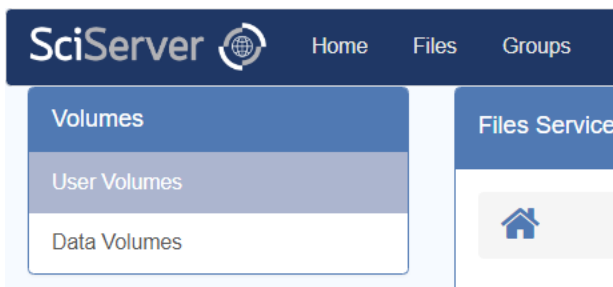 SciServer Home Files Groups
Volumes
Files Service
User Volumes
Data Volumes